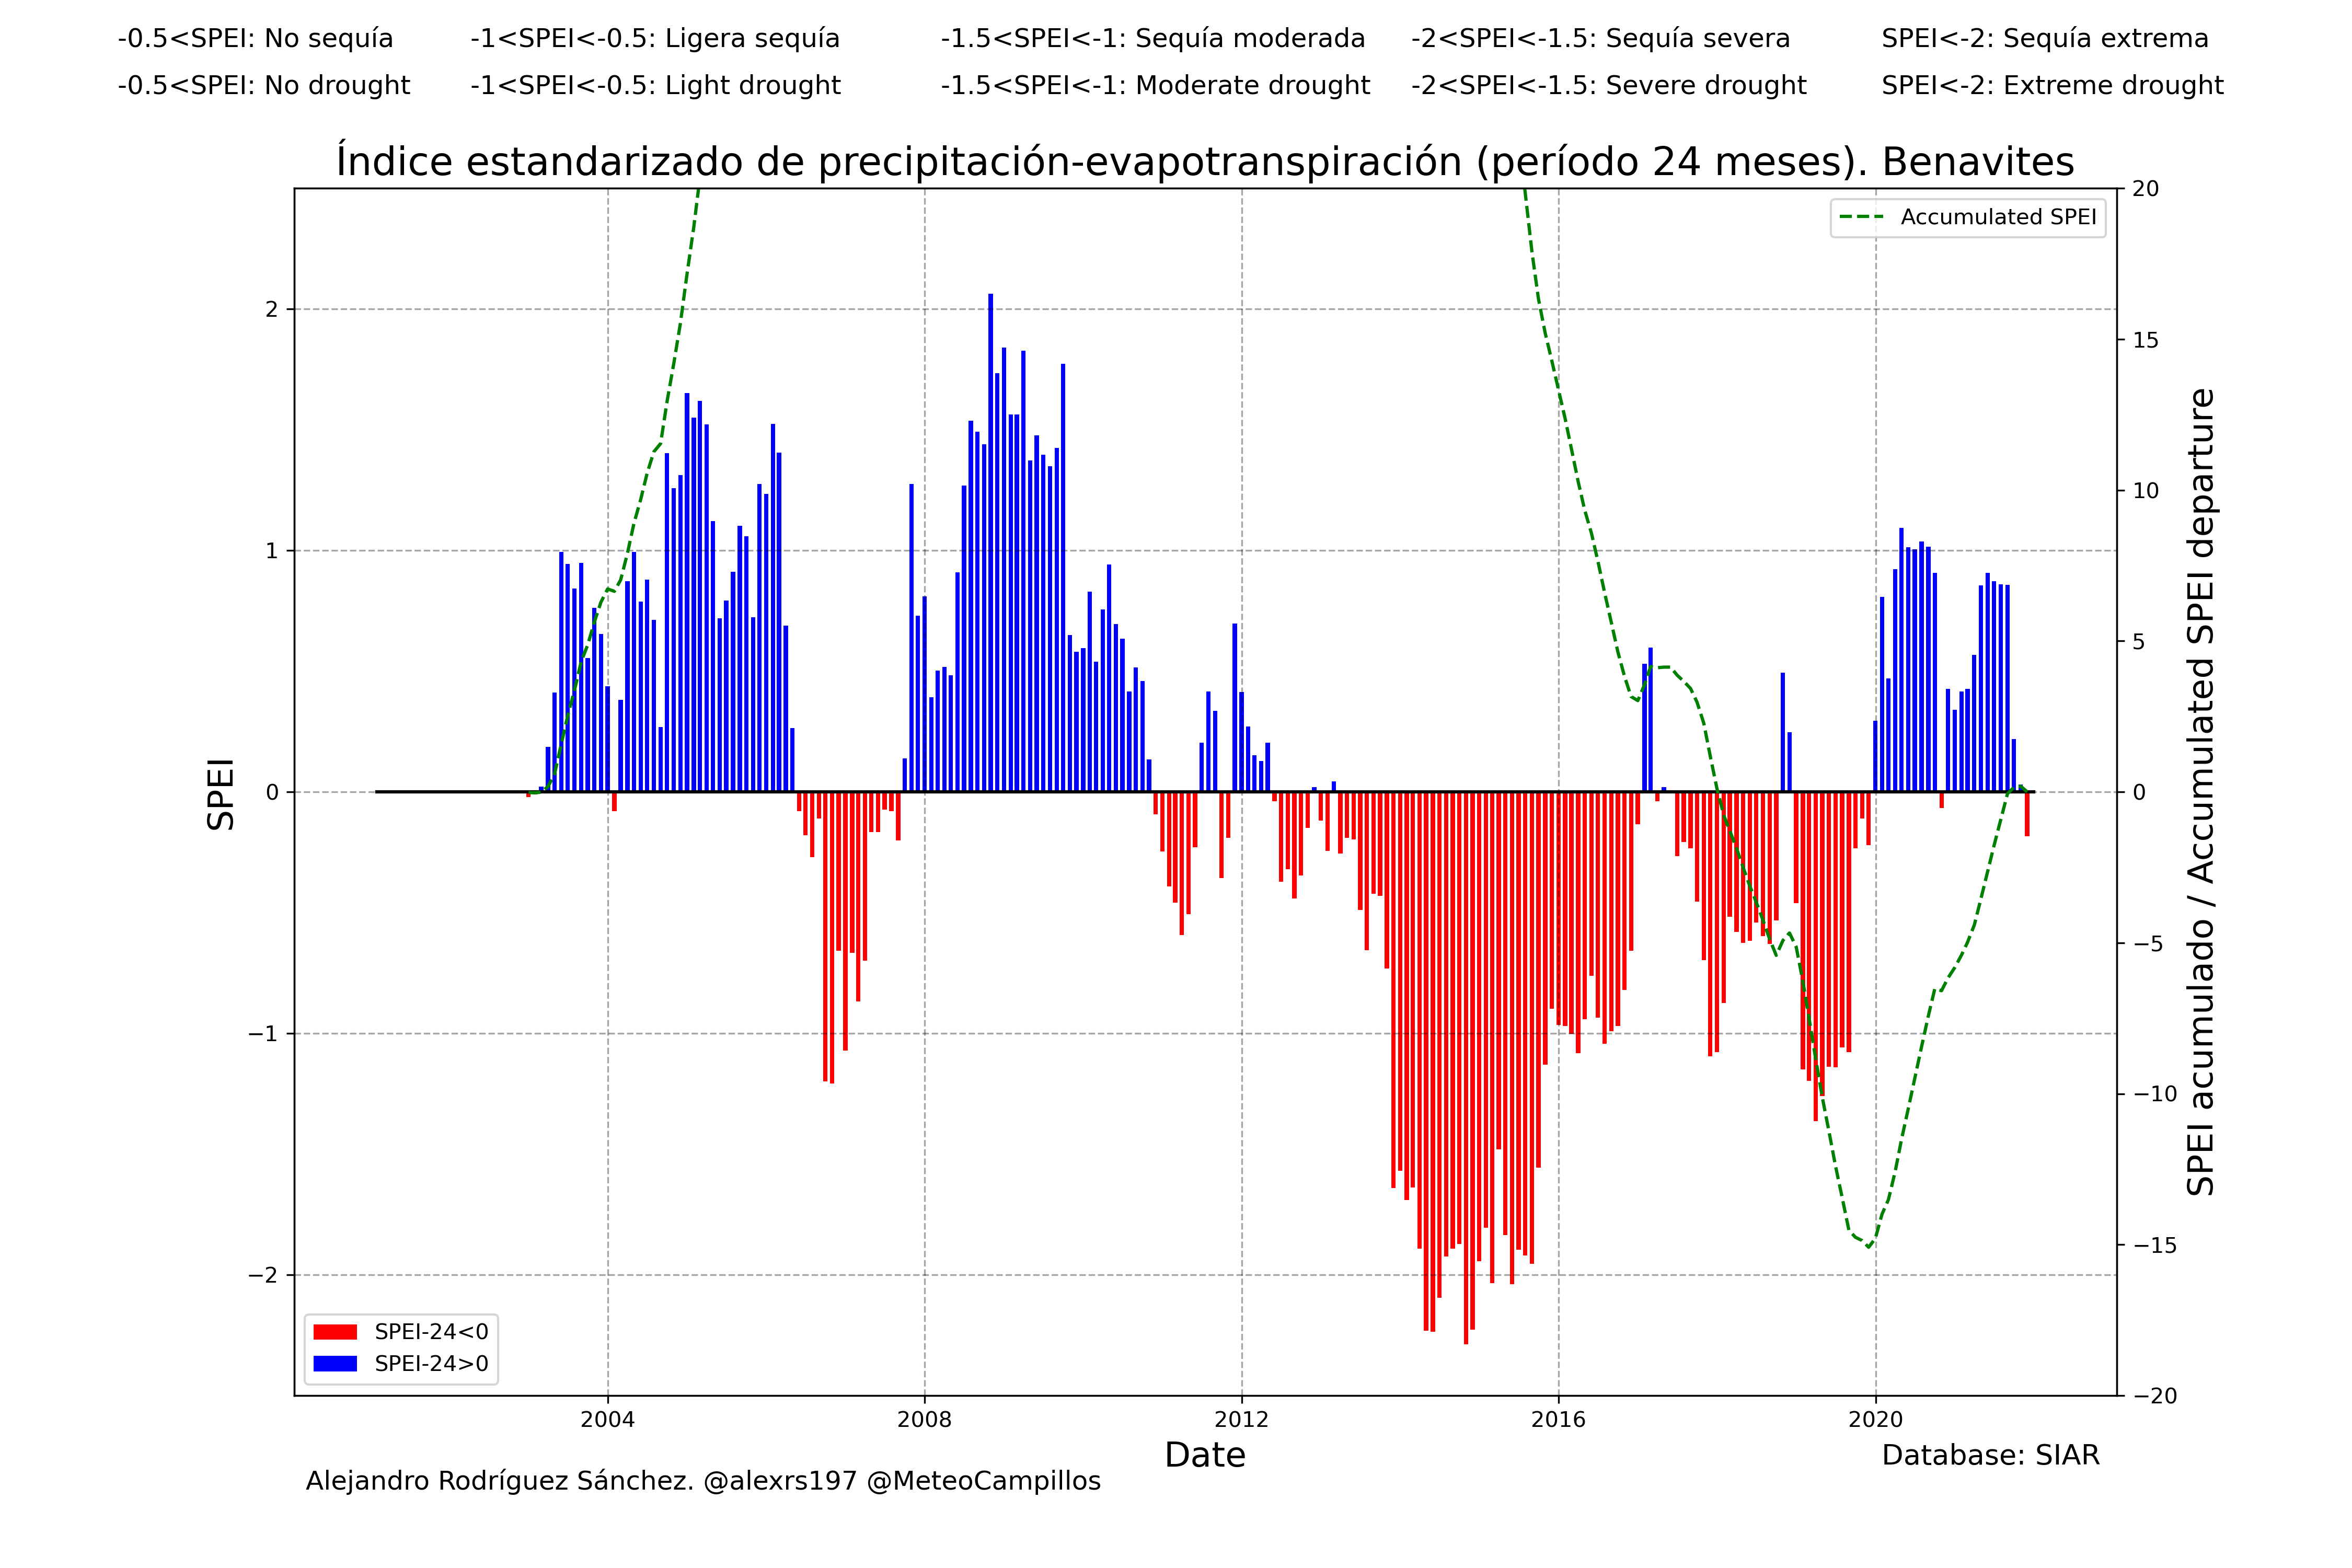 -0.5<SPEI: No sequía -1<SPEI<-0.5: Ligera sequía -1.5<SPEI<-1: Sequía moderada -2<SPEI<-1.5: Sequía severa SPEI<-2: Sequía extrema
-0.5<SPEI: No drought -1<SPEI<-0.5: Light drought -1.5<SPEI<-1: Moderate drought -2<SPEI<-1.5: Severe drought SPEI<-2: Extreme drought
Índice estandarizado de precipitación-evapotranspiración (período 24 meses). Benavites
Accumulated SPEI
SPEI
2
1
0
−1
−2
20
15
10
5
0
−5
−10
−15
−20
SPEI acumulado / Accumulated SPEI departure
SPEI-24<0
SPEI-24>0
2004 2008 2012 2016 2020
Date
Database: SIAR
Alejandro Rodríguez Sánchez. @alexrs197 @MeteoCampillos